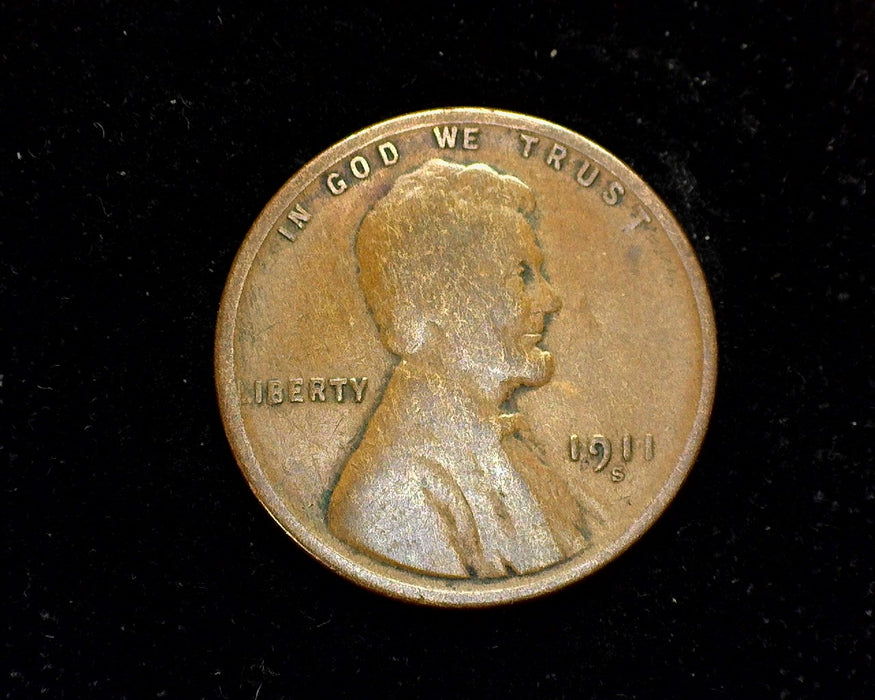 IN GOD WE TRUST
LIBERTY
1911
S